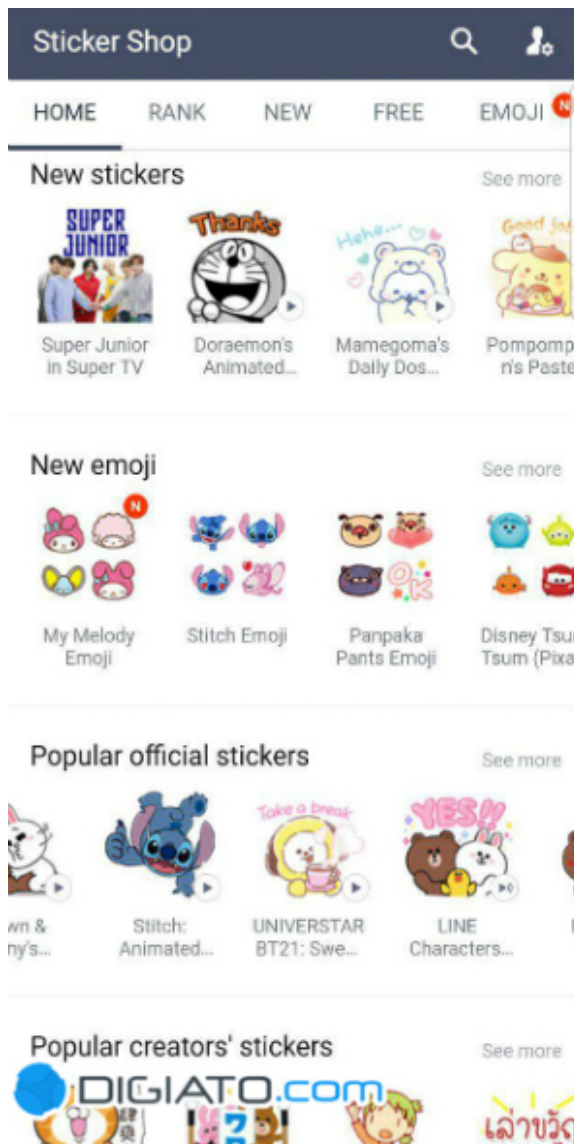 Sticker Shop
HOME RANK NEW FREE EMOJI N
New stickers See more
SUPER
JUNIOR
Thanks
Hehe...
Good job
Super Junior
in Super TV
Doraemon's
Animated...
Mamegoma's
Daily Dos...
Pompomp
n's Paste
New emoji See more
N
OK
My Melody
Emoji
Stitch Emoji
Panpaka
Pants Emoji
Disney Tsu
Tsum (Pixa
Popular official stickers See more
Take a break
YES!!
wn &
ny's...
Stitch:
Animated...
UNIVERSTAR
BT21: Swe...
LINE
Characters...
Popular creators' stickers See more
DIGIATO.com
เล่าขวัญ